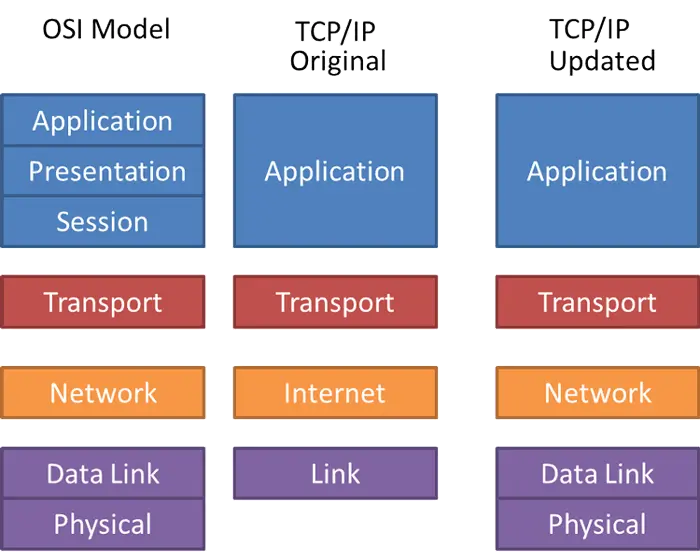 OSI Model
TCP/IP
Original
TCP/IP
Updated
Application
Presentation
Session
Application
Application
Transport
Transport
Transport
Network
Internet
Network
Data Link
Link
Data Link
Physical
Physical